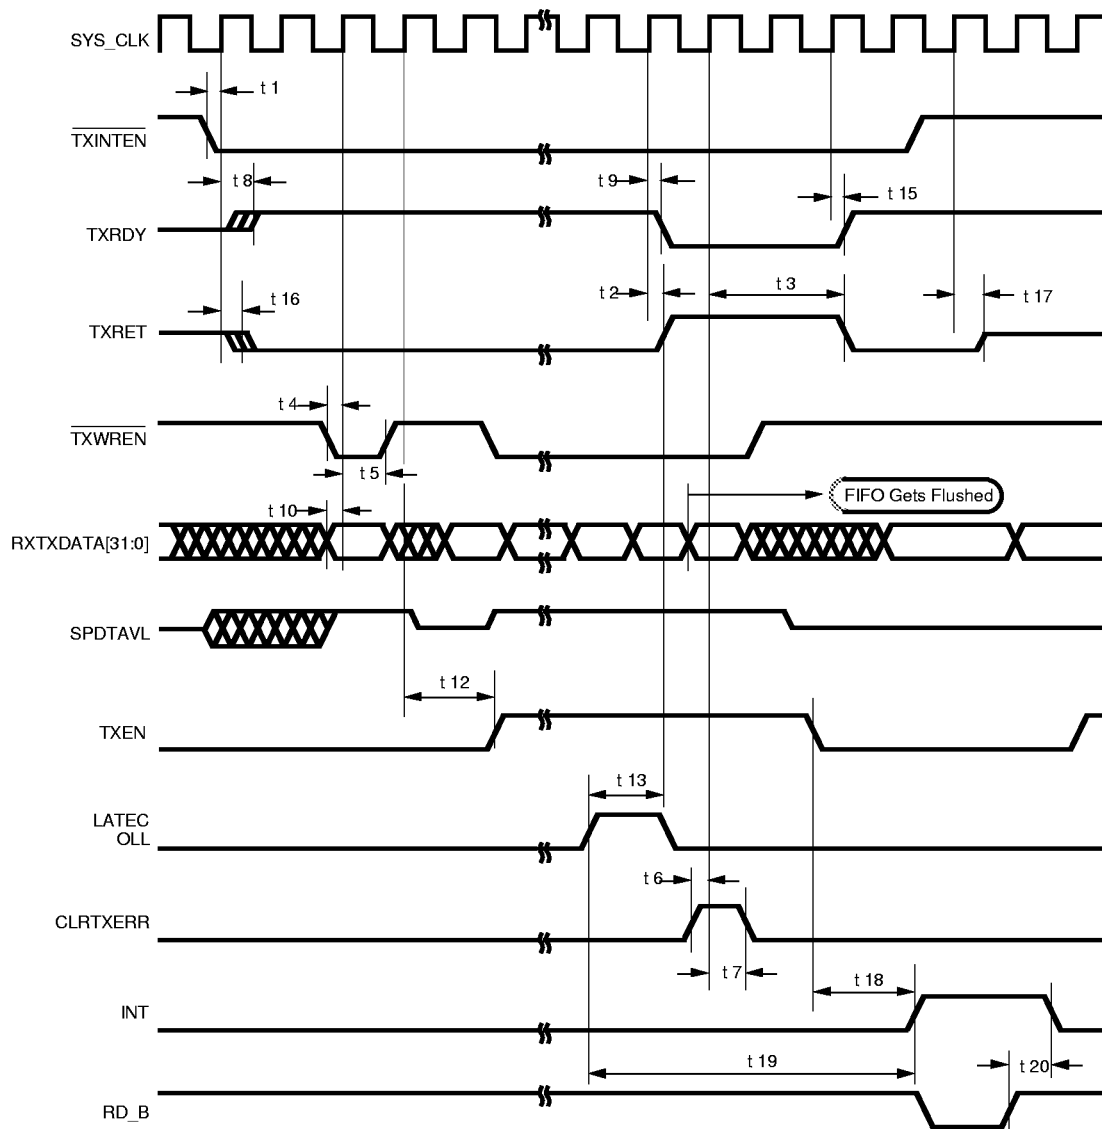 SYS_CLK
t 1
TXINTEN
t 8
t 9
t 15
TXRDY
t 16
t 2
t 3
t 17
TXRET
t 4
TXWREN
t 5
FIFO Gets Flushed
t 10
RXTXDATA[31:0]
SPDTAVL
t 12
TXEN
t 13
LATEC
OLL
t 6
CLRTXERR
t 7
t 18
INT
t 19
t 20
RD_B